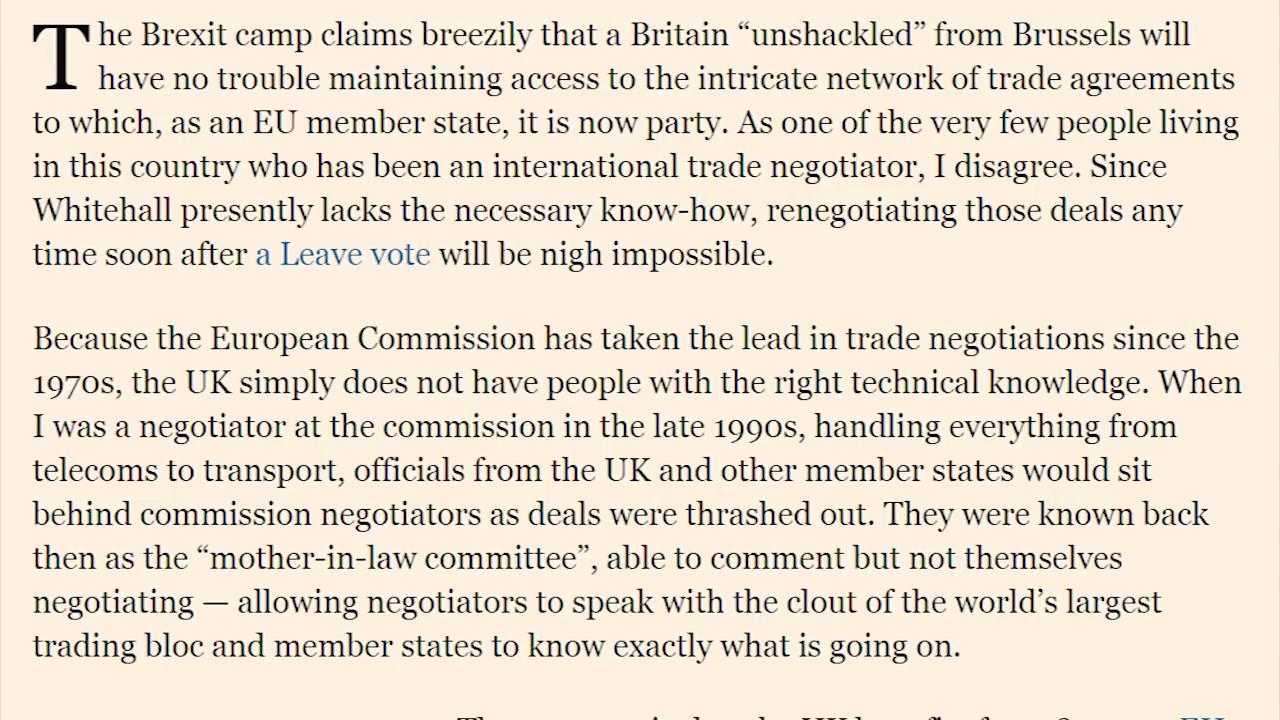 The Brexit camp claims breezily that a Britain “unshackled” from Brussels will
have no trouble maintaining access to the intricate network of trade agreements
to which, as an EU member state, it is now party. As one of the very few people living
in this country who has been an international trade negotiator, I disagree. Since
Whitehall presently lacks the necessary know-how, renegotiating those deals any
time soon after a Leave vote will be nigh impossible.
Because the European Commission has taken the lead in trade negotiations since the
1970s, the UK simply does not have people with the right technical knowledge. When
I was a negotiator at the commission in the late 1990s, handling everything from
telecoms to transport, officials from the UK and other member states would sit
behind commission negotiators as deals were thrashed out. They were known back
then as the “mother-in-law committee”, able to comment but not themselves
negotiating — allowing negotiators to speak with the clout of the world’s largest
trading bloc and member states to know exactly what is going on.